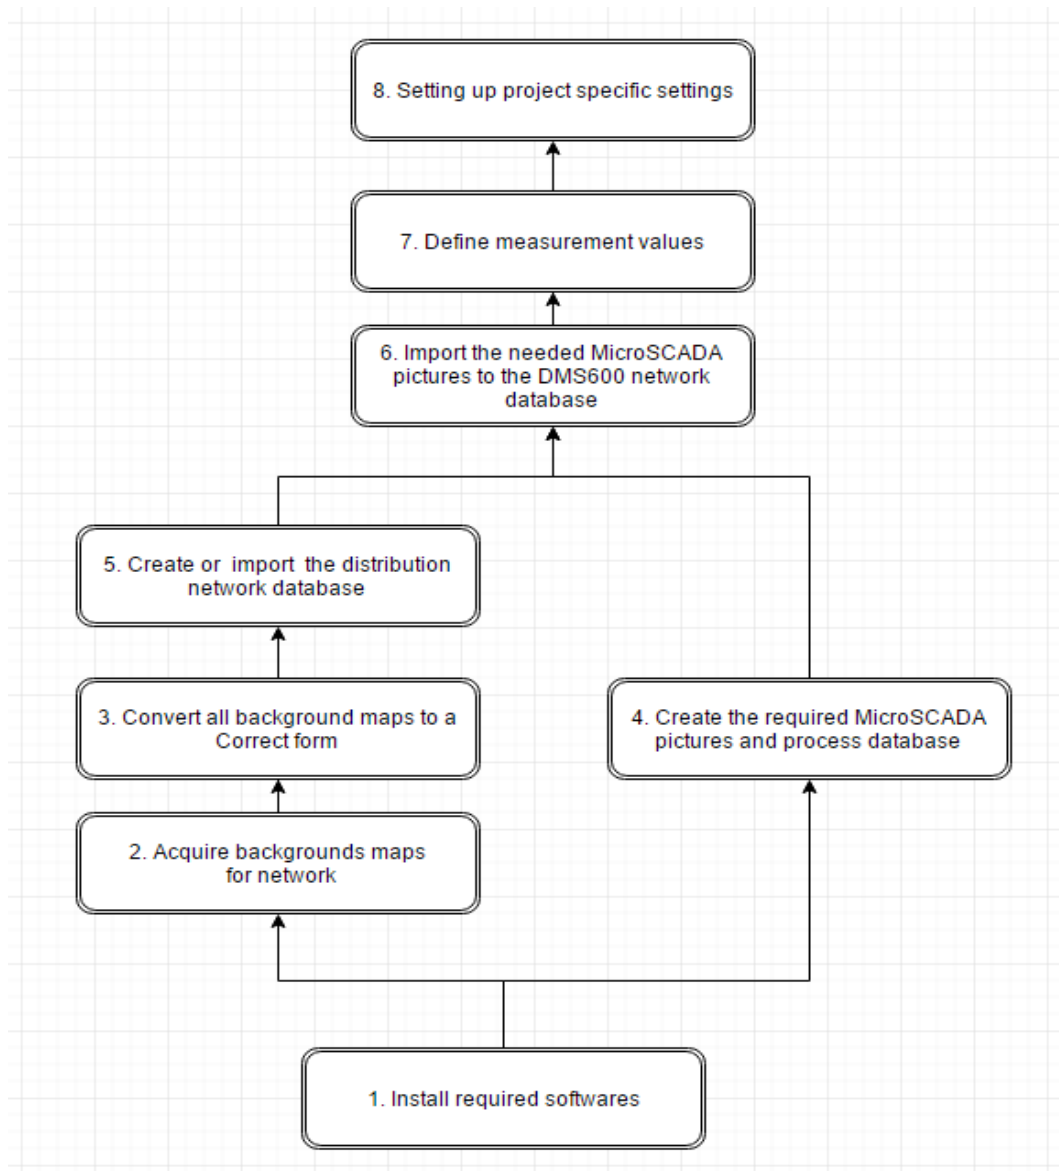 8. Setting up project specific settings
7. Define measurement values
6. Import the needed MicroSCADA
pictures to the DMS600 network
database
5. Create or  import  the distribution
network database
3. Convert all background maps to a
Correct form
4. Create the required MicroSCADA
pictures and process database
2. Acquire backgrounds maps
for network
1. Install required softwares